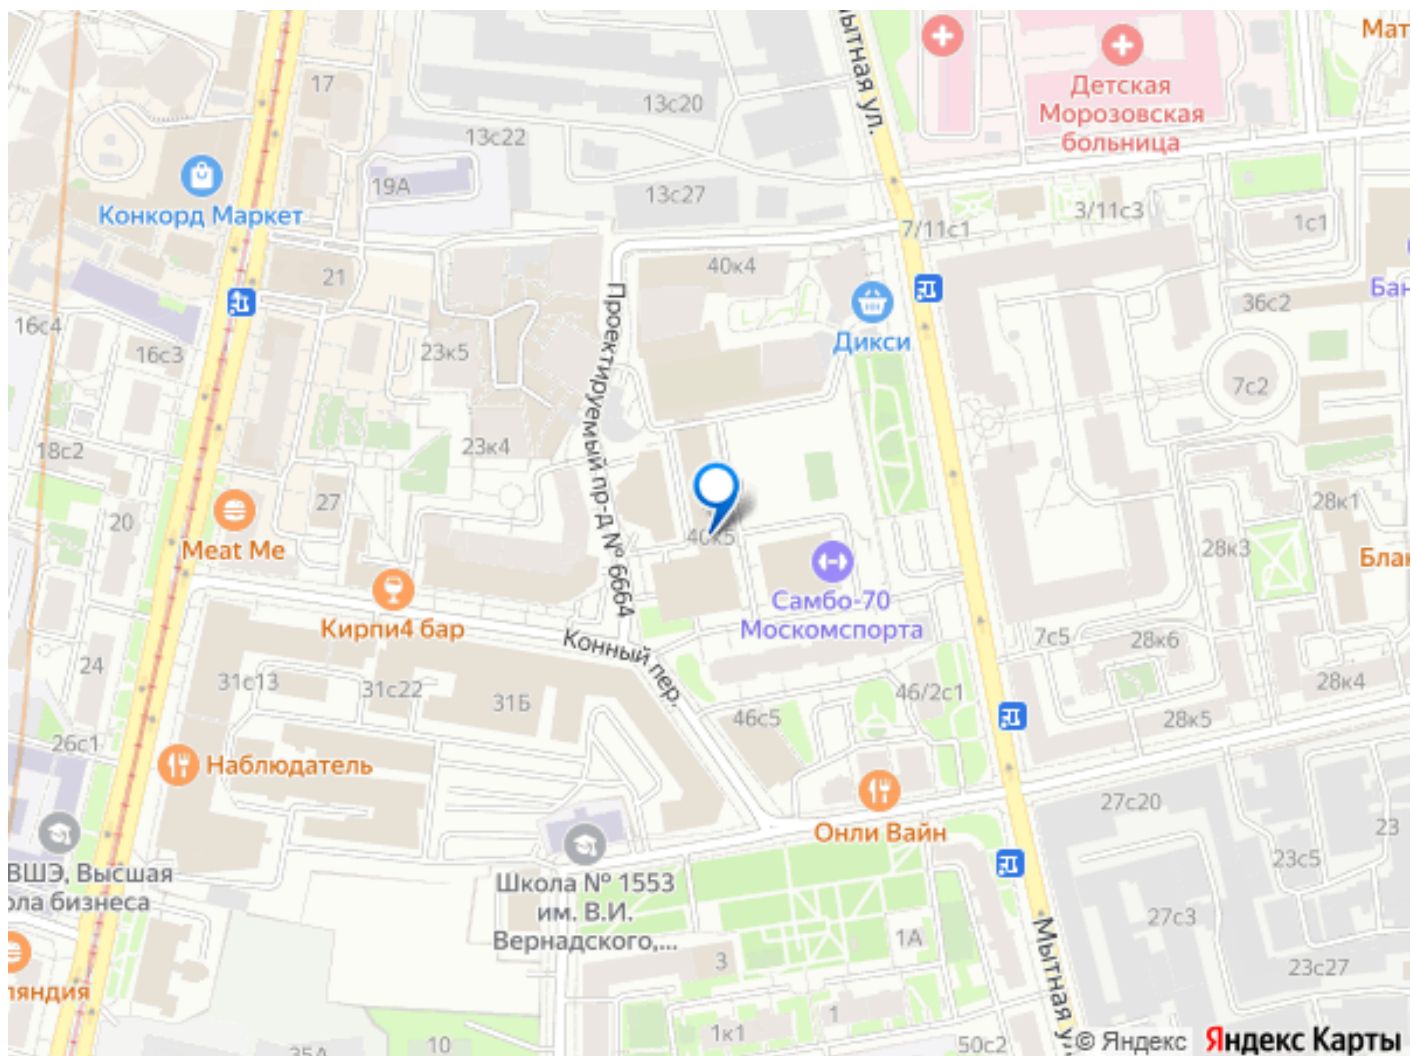 Мат
Мытная ул.
Детская
Морозовская
больница
17
13с20
13с22
19А
13с27
3/11с3
Конкорд Маркет
7/11с1
1с1
21
40к4
Бан
36с2
16с4
Проектируемый пр-д № 6664
Дикси
16с3
23к5
7с2
18с2
23к4
27
28к1
20
40к5
Meat Me
28к3
Блан
Самбо-70
Москомспорта
Кирпи4 бар
Конный пер.
7с5
28к6
24
31с13
31с22
31Б
46/2с1
28к4
46с5
28к5
26с1
Наблюдатель
27с20
Онли Вайн
23
23с5
ВШЭ, Высшая
ола бизнеса
Школа № 1553
им. В.И.
Вернадского,...
27с3
1А
Мытная у
3
23с27
ляндия
1
1к1
10
50с2
35А
© Яндекс Яндекс Карты